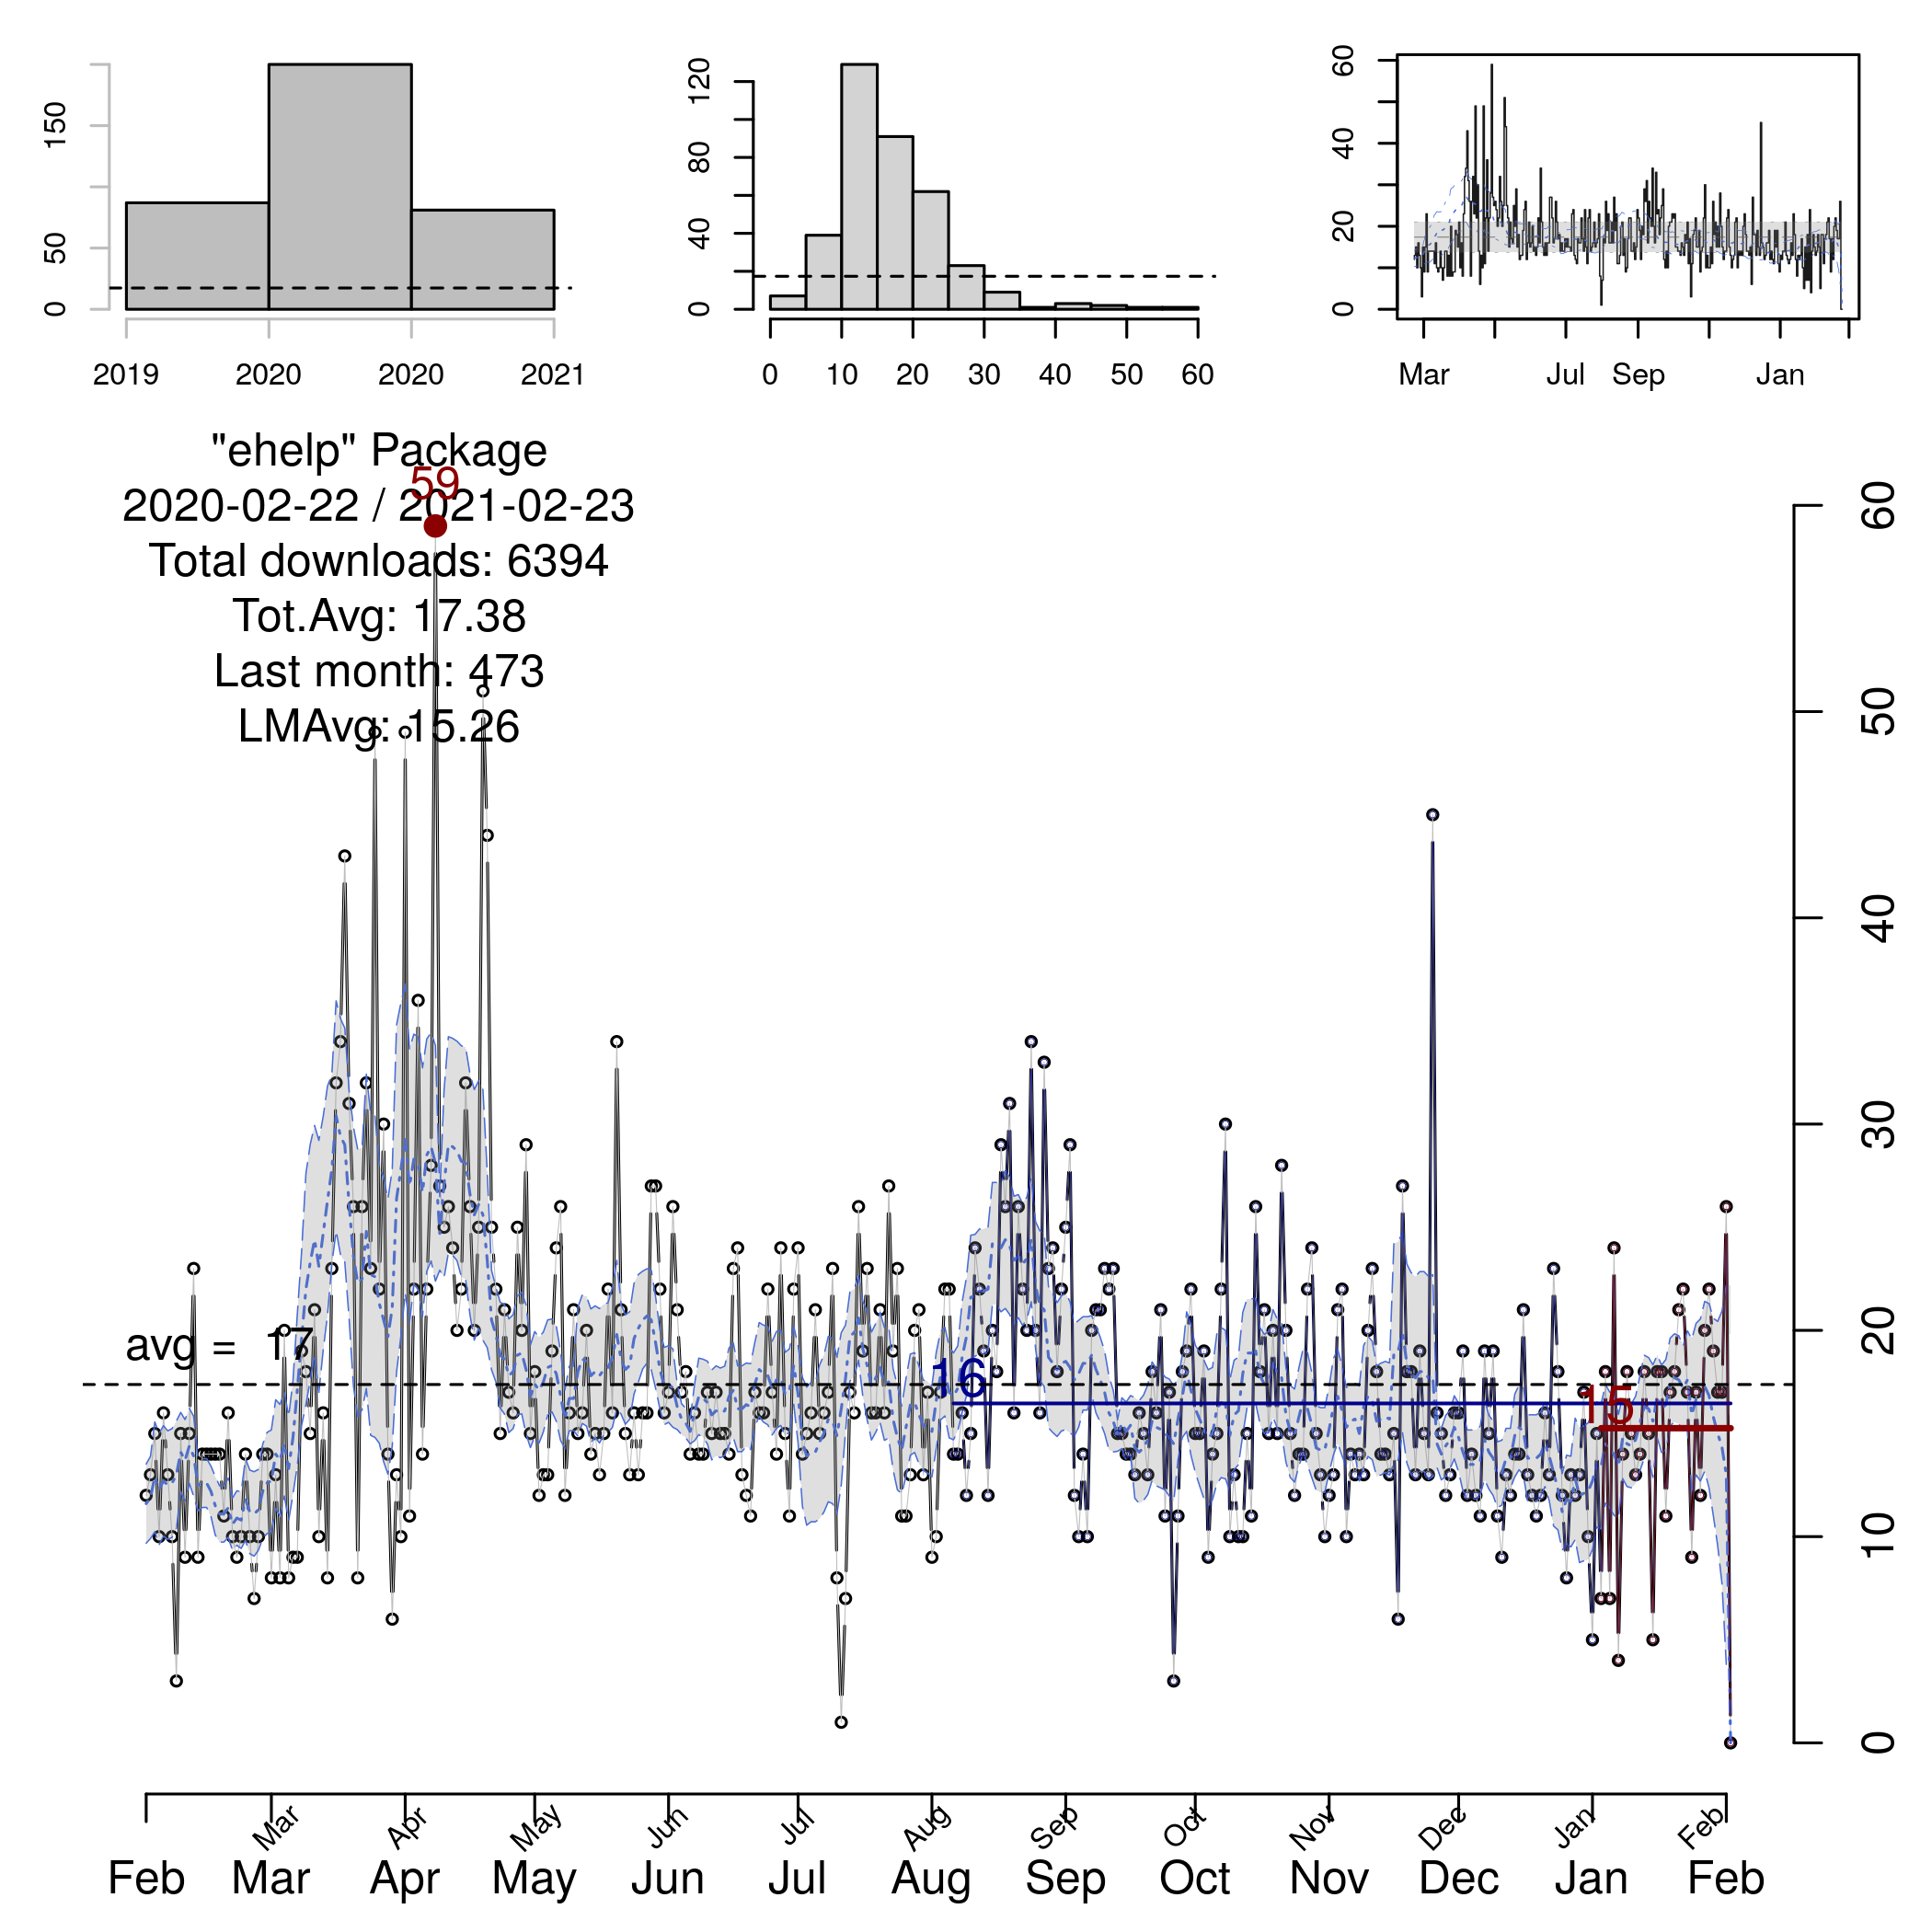 0 50 150
2019 2020 2020 2021
0 40 80 120
0 10 20 30 40 50 60
0 20 40 60
Mar Jul Sep Jan
"ehelp" Package
59
2020-02-22 / 2021-02-23
Total downloads: 6394
Tot.Avg: 17.38
Last month: 473
LMAvg: 15.26
avg = 17
16
15
0 10 20 30 40 50 60
Mar Apr May Jun Jul Aug Sep Oct Nov Dec Jan Feb
Feb Mar Apr May Jun Jul Aug Sep Oct Nov Dec Jan Feb